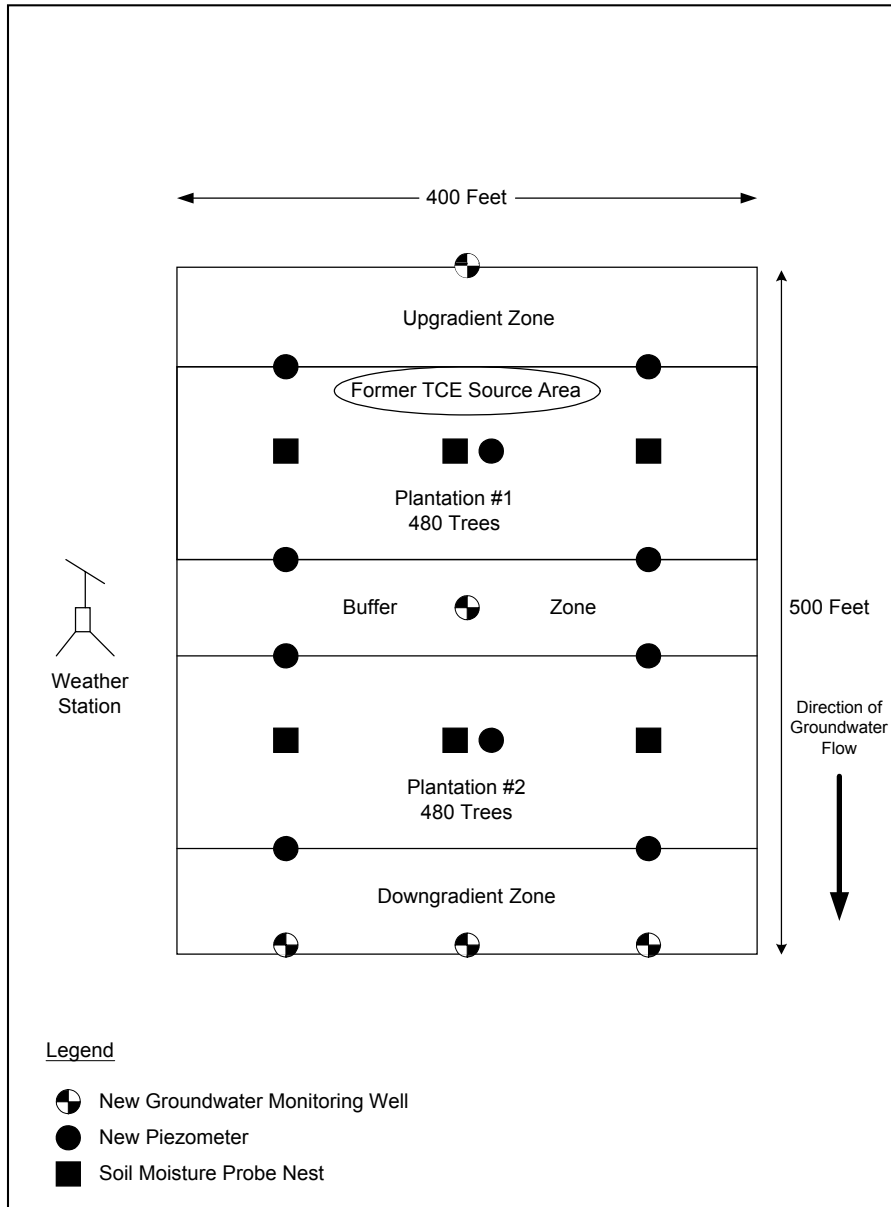 400 Feet
Upgradient Zone
Former TCE Source Area
Plantation #1
480 Trees
Buffer Zone
500 Feet
Weather
Station
Direction of
Groundwater
Flow
Plantation #2
480 Trees
Downgradient Zone
Legend
New Groundwater Monitoring Well
New Piezometer
Soil Moisture Probe Nest